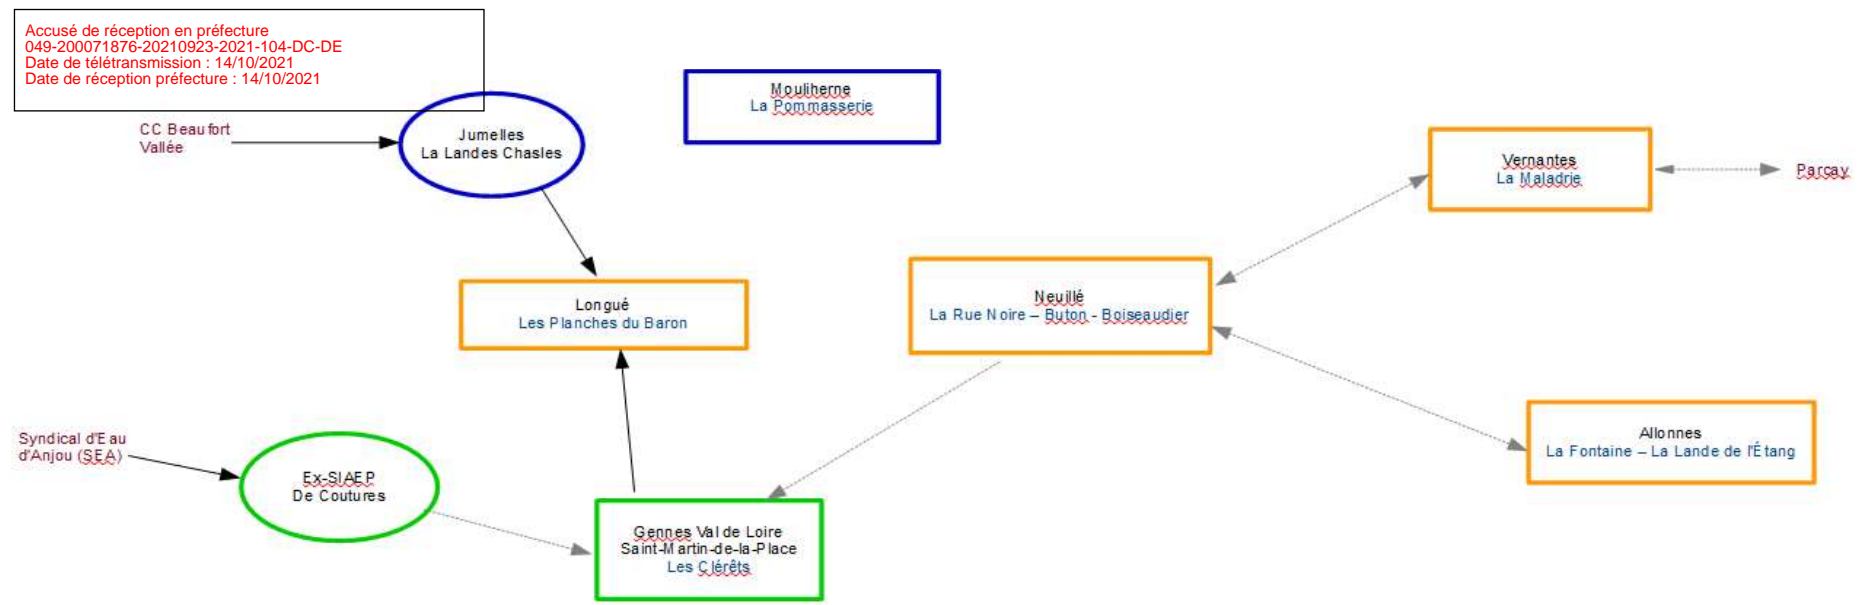 Accusé de réception en préfecture
049-200071876-20210923-2021-104-DC-DE
Date de télétransmission : 14/10/2021
Date de réception préfecture : 14/10/2021
CC Beaufort
Vallée
Jumelles
La Landes Chasles
Mouliherne
La Pommasserie
Vernantes
La Maladrie
Parcay
Longué
Les Planches du Baron
Neuillé
La Rue Noire – Buton - Boiseaudier
Allonnes
La Fontaine – La Lande de l'Étang
Syndical d'Eau
d'Anjou (SEA)
Ex-SIAEP
De Coutures
Gennes Val de Loire
Saint-Martin-de-la-Place
Les Clérêts